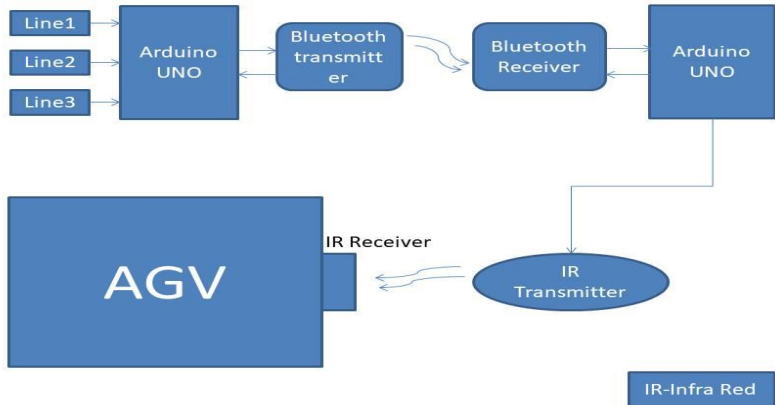 Line1
Line2
Line3
Arduino
UNO
Bluetooth
transmitt
er
Bluetooth
Receiver
Arduino
UNO
IR Receiver
AGV
IR
Transmitter
IR-Infra Red